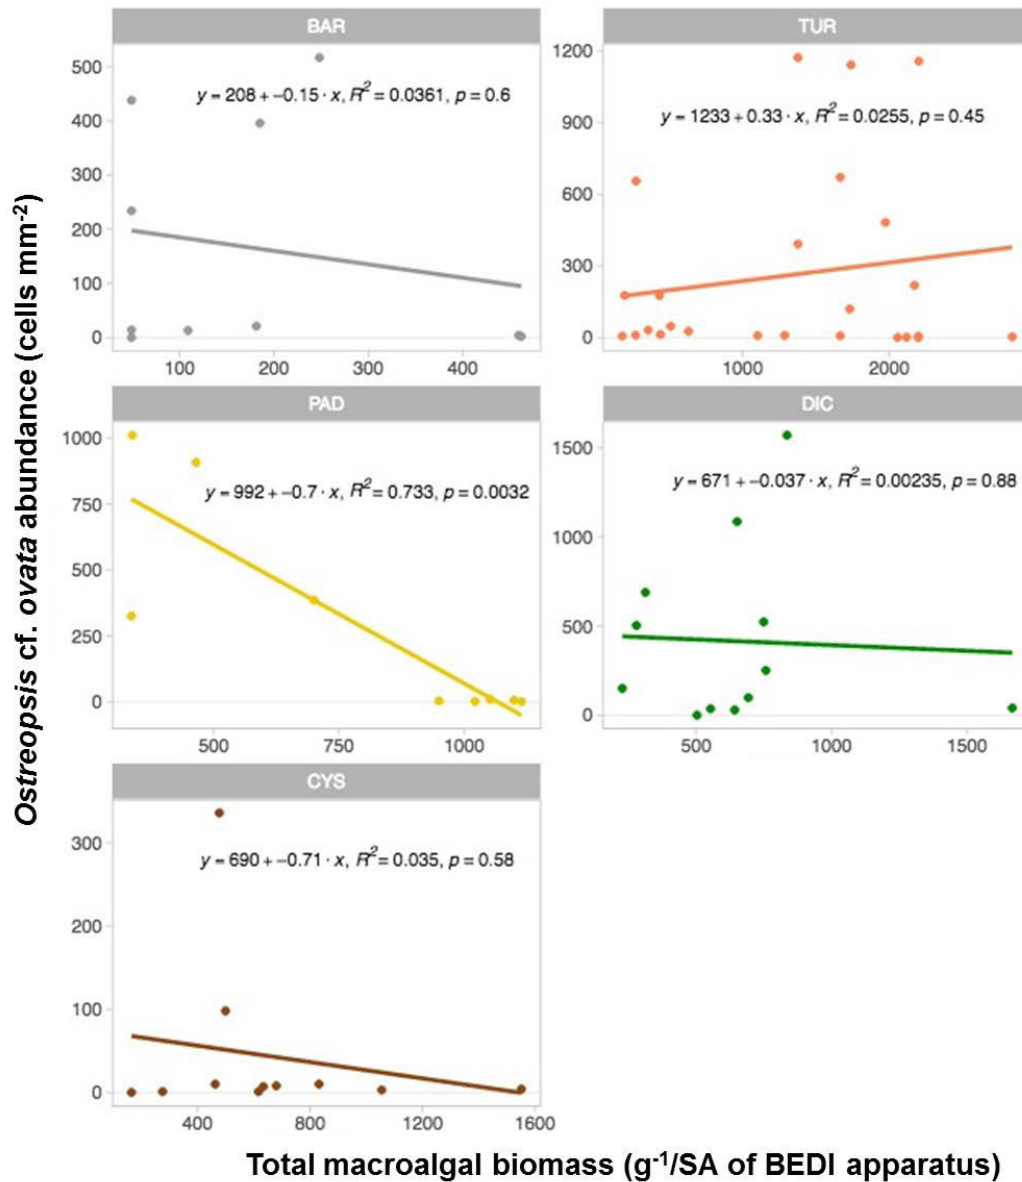 BAR
500
400
300
200
100
0
y = 208 + −0.15 · x, R² = 0.0361, p = 0.6
100 200 300 400
TUR
1200
900
600
300
0
y = 1233 + 0.33 · x, R² = 0.0255, p = 0.45
1000 2000
PAD
1000
750
500
250
0
y = 992 + −0.7 · x, R² = 0.733, p = 0.0032
500 750 1000
DIC
1500
1000
500
0
y = 671 + −0.037 · x, R² = 0.00235, p = 0.88
500 1000 1500
CYS
300
200
100
0
y = 690 + −0.71 · x, R² = 0.035, p = 0.58
400 800 1200 1600
Ostreopsis cf. ovata abundance (cells mm⁻²)
Total macroalgal biomass (g⁻¹/SA of BEDI apparatus)